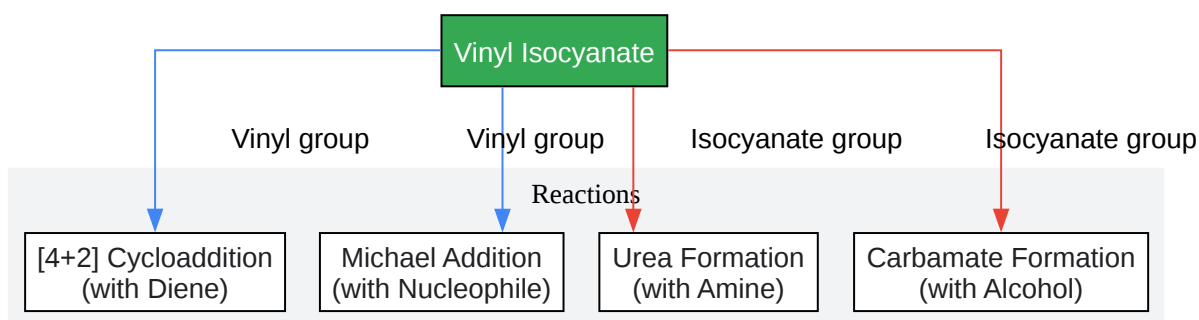 Vinyl Isocyanate
Vinyl group
Vinyl group
Isocyanate group
Isocyanate group
Reactions
[4+2] Cycloaddition
(with Diene)
Michael Addition
(with Nucleophile)
Urea Formation
(with Amine)
Carbamate Formation
(with Alcohol)